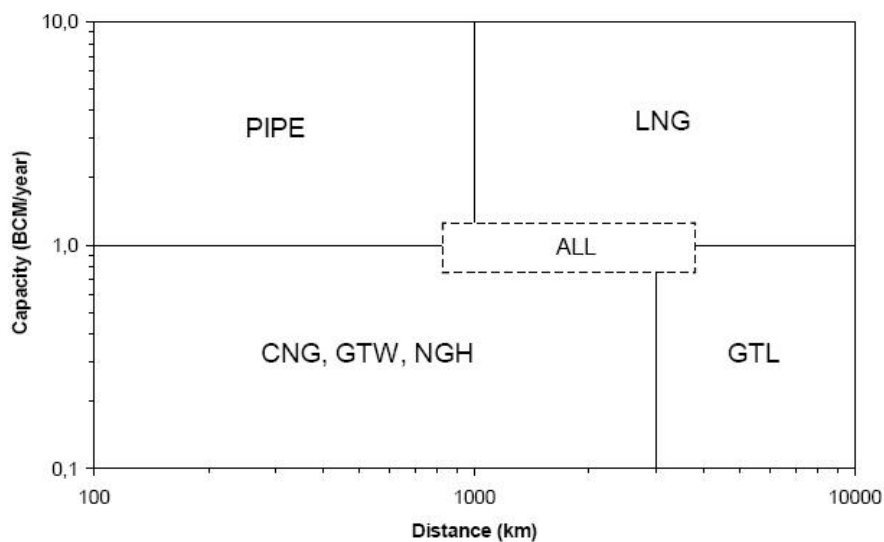 10,0
PIPE
LNG
Capacity (BCM/year)
1,0
ALL
CNG, GTW, NGH
GTL
0,1
100
1000
10000
Distance (km)